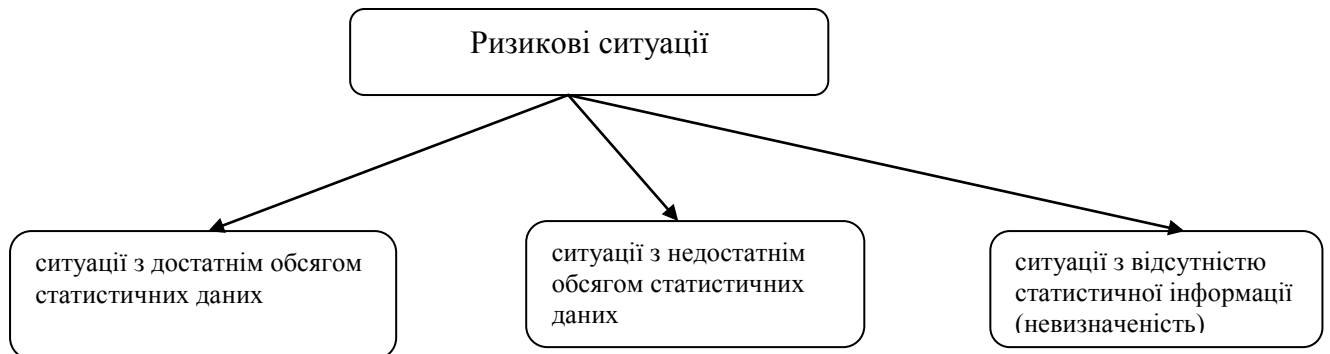 Ризикові ситуації
ситуації з достатнім обсягом
статистичних даних
ситуації з недостатнім
обсягом статистичних
даних
ситуації з відсутністю
статистичної інформації
(невизначеність)